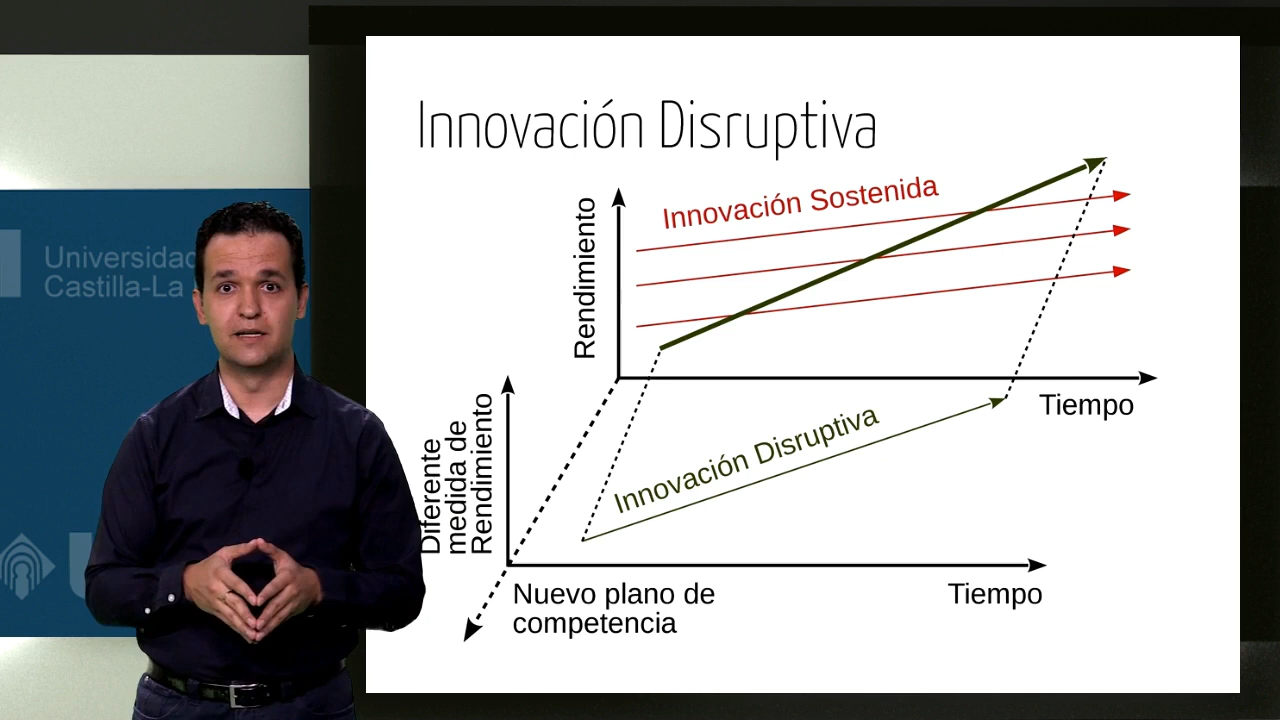 Innovación Disruptiva
Innovación Sostenida
Rendimiento
Tiempo
Innovación Disruptiva
Diferente
medida de
Rendimiento
Nuevo plano de
competencia
Tiempo
Universidad
Castilla-La